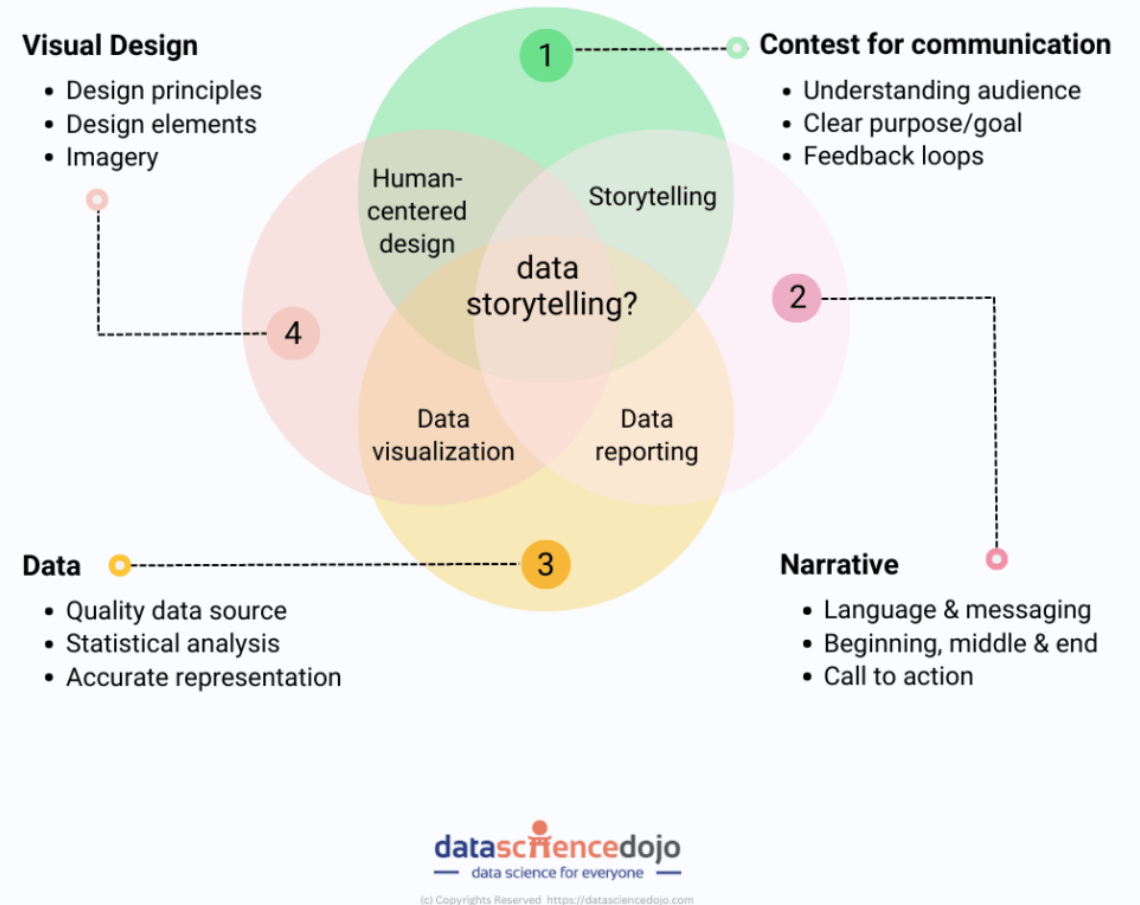 Visual Design
• Design principles
• Design elements
• Imagery
1
Contest for communication
• Understanding audience
• Clear purpose/goal
• Feedback loops
Human-
centered
design
Storytelling
data
storytelling?
2
4
Data
visualization
Data
reporting
3
Data
• Quality data source
• Statistical analysis
• Accurate representation
Narrative
• Language & messaging
• Beginning, middle & end
• Call to action
datasciencedojo
data science for everyone
(c) Copyrights Reserved https://datasciencedojo.com